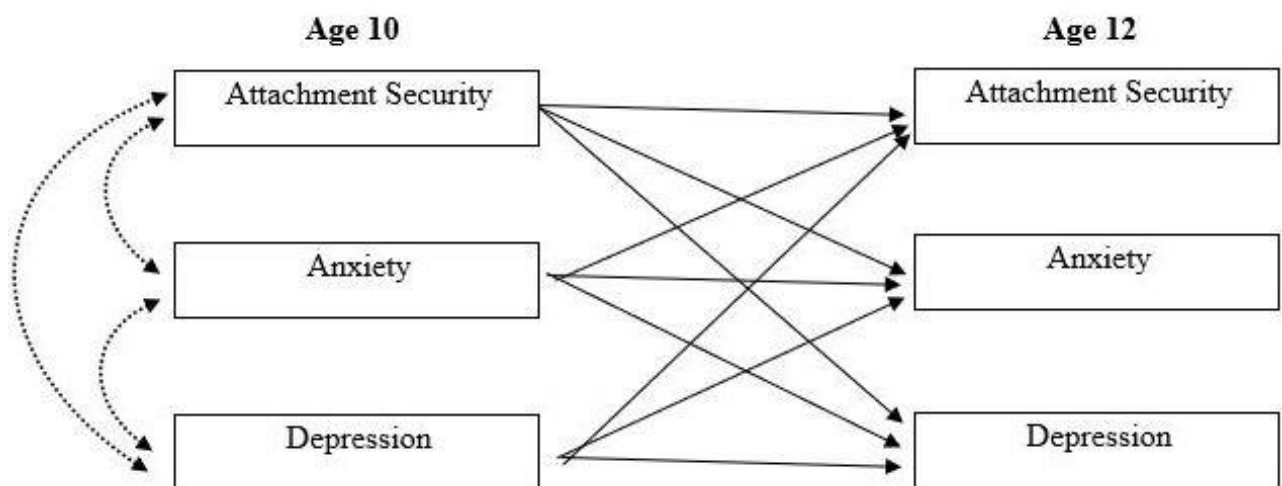 Age 10
Age 12
Attachment Security
Attachment Security
Anxiety
Anxiety
Depression
Depression